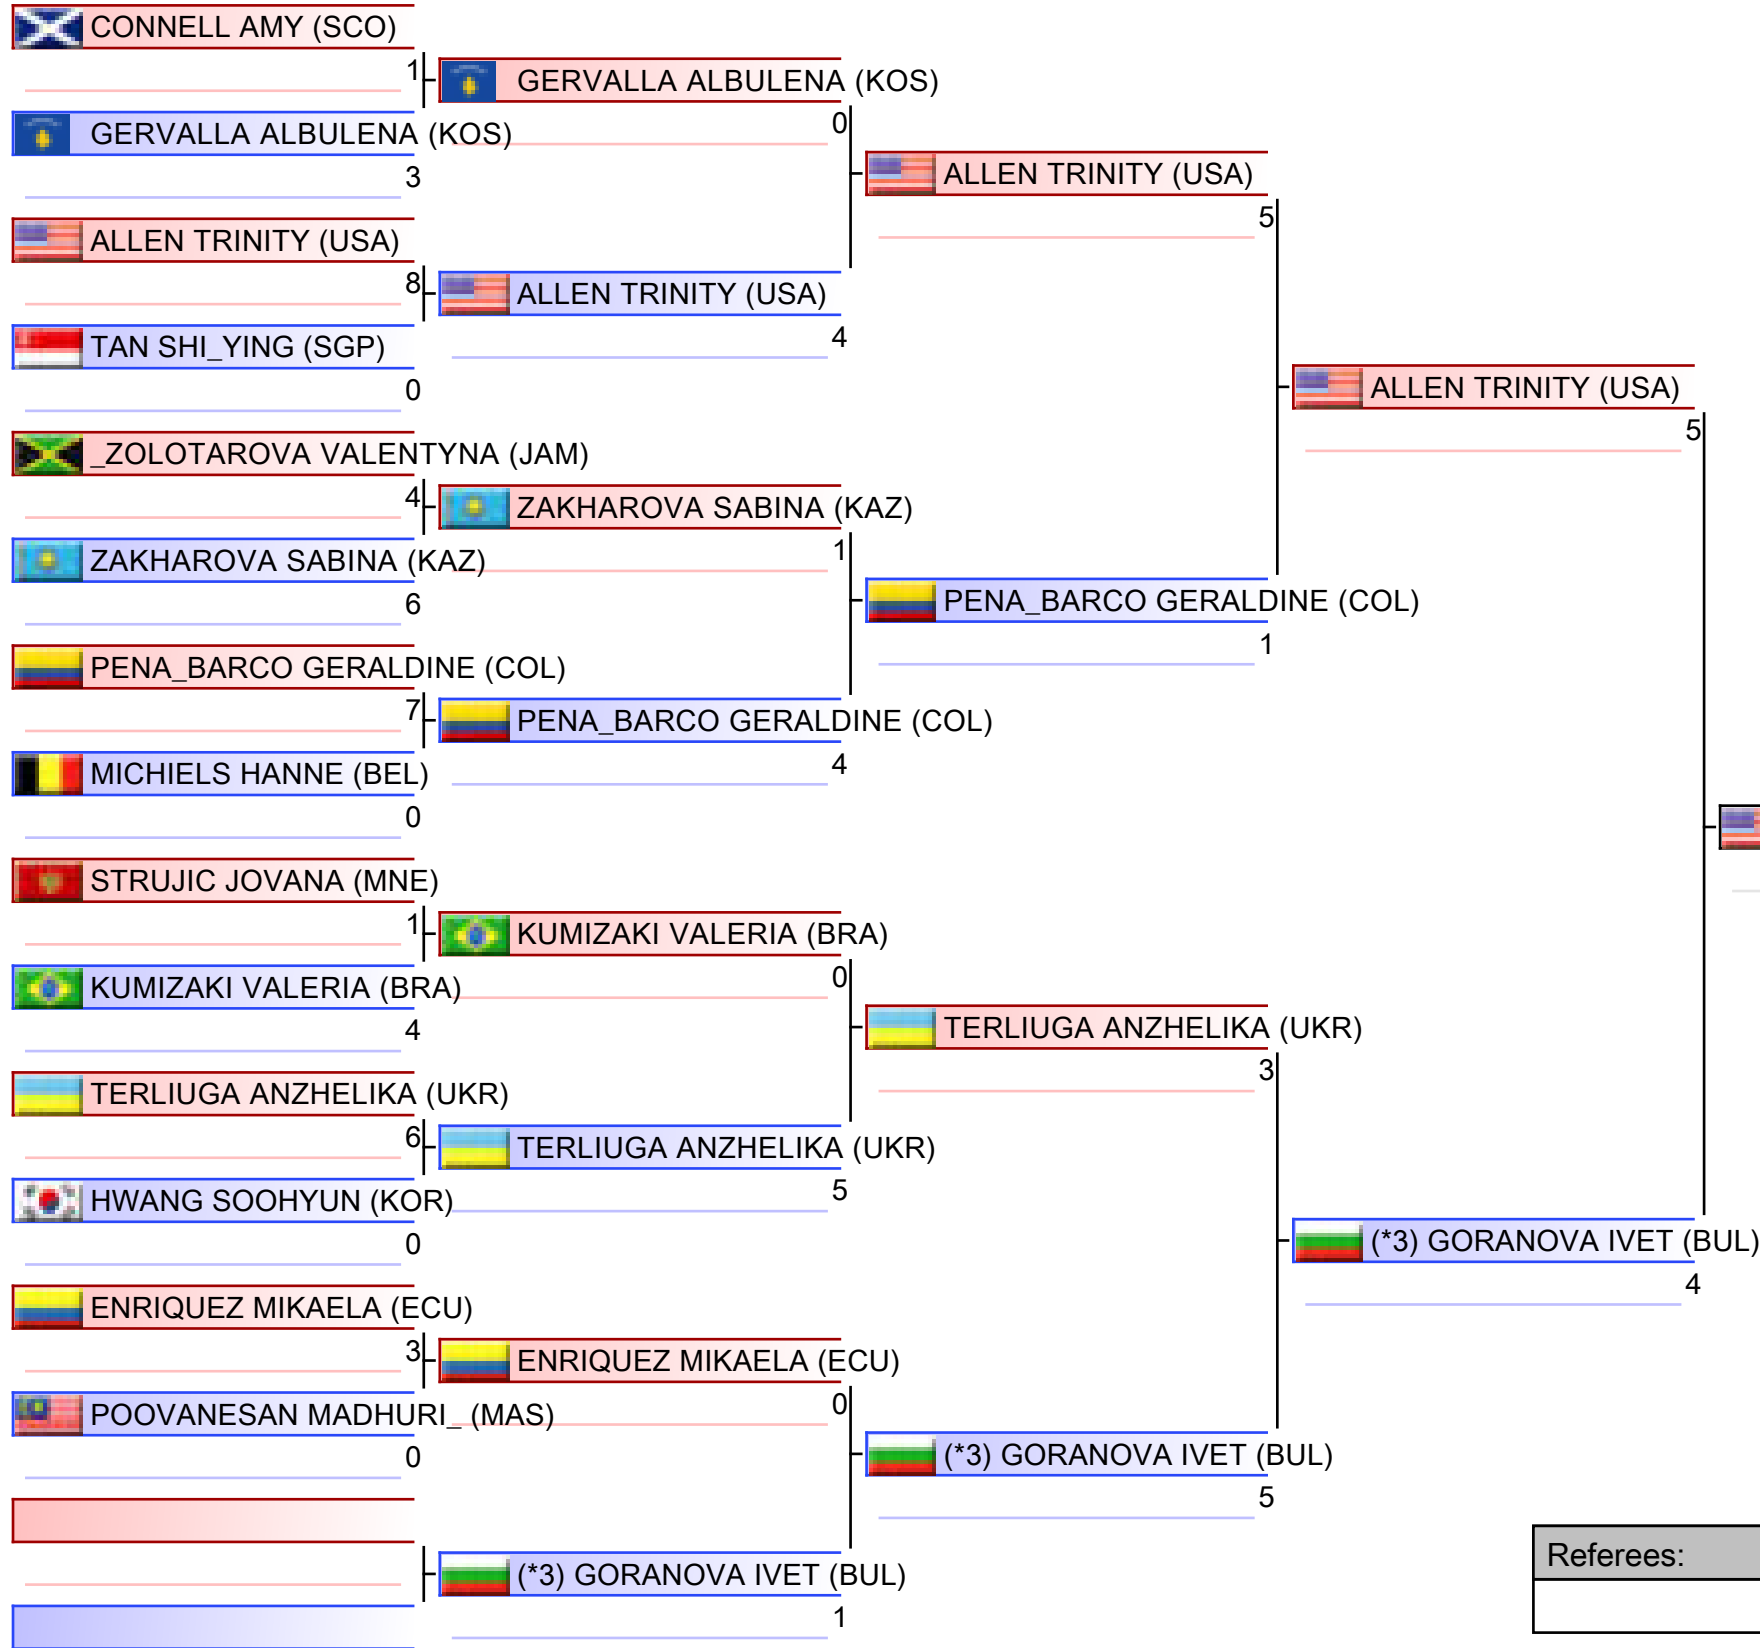 CONNELL AMY (SCO)
1
GERVALLA ALBULENA (KOS)
3
ALLEN TRINITY (USA)
8
TAN SHI_YING (SGP)
0
_ZOLOTAROVA VALENTYNA (JAM)
4
ZAKHAROVA SABINA (KAZ)
6
PENA_BARCO GERALDINE (COL)
7
MICHIELS HANNE (BEL)
0
STRUJIC JOVANA (MNE)
1
KUMIZAKI VALERIA (BRA)
4
TERLIUGA ANZHELIKA (UKR)
6
HWANG SOOHYUN (KOR)
0
ENRIQUEZ MIKAELA (ECU)
3
POOVANESAN MADHURI_ (MAS)
0
GERVALLA ALBULENA (KOS)
0
ALLEN TRINITY (USA)
4
ZAKHAROVA SABINA (KAZ)
1
PENA_BARCO GERALDINE (COL)
4
KUMIZAKI VALERIA (BRA)
0
TERLIUGA ANZHELIKA (UKR)
5
ENRIQUEZ MIKAELA (ECU)
0
(*3) GORANOVA IVET (BUL)
1
ALLEN TRINITY (USA)
5
PENA_BARCO GERALDINE (COL)
1
TERLIUGA ANZHELIKA (UKR)
3
(*3) GORANOVA IVET (BUL)
5
ALLEN TRINITY (USA)
5
(*3) GORANOVA IVET (BUL)
4
Referees: